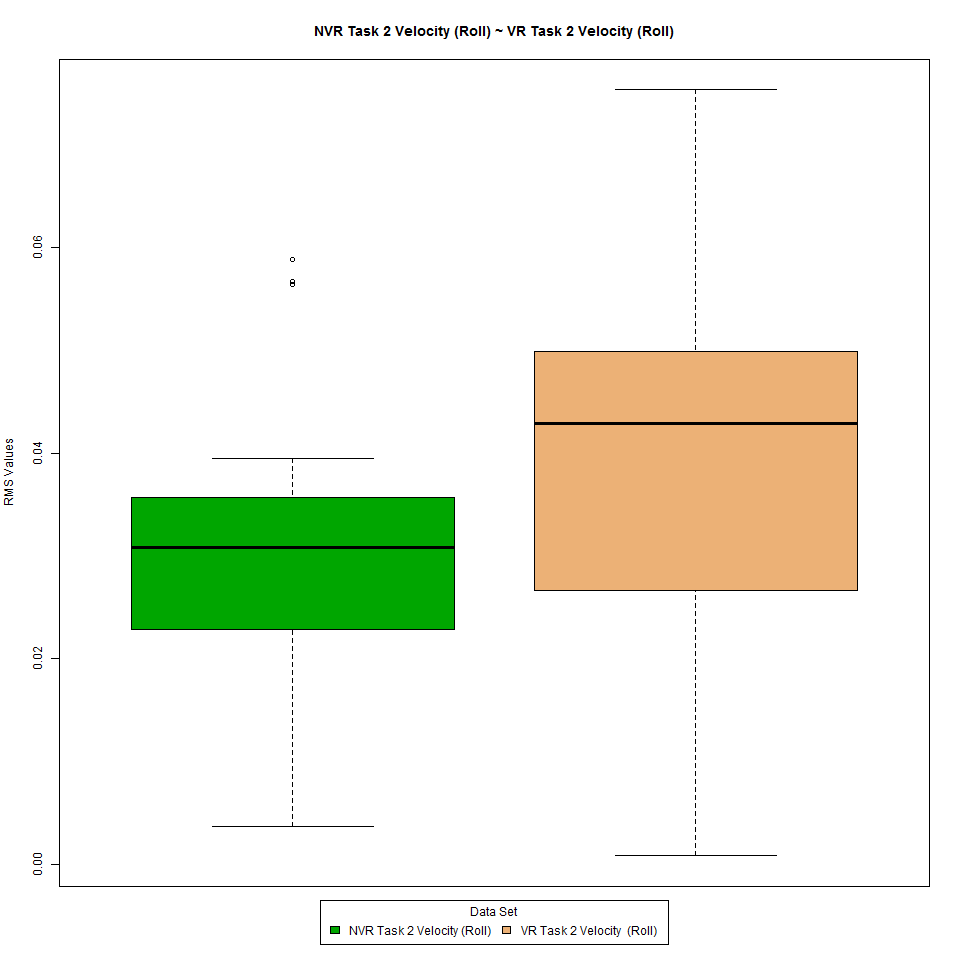 NVR Task 2 Velocity (Roll) ~ VR Task 2 Velocity (Roll)
RMS Values
0.06
0.04
0.02
0.00
Data Set
NVR Task 2 Velocity (Roll) VR Task 2 Velocity (Roll)